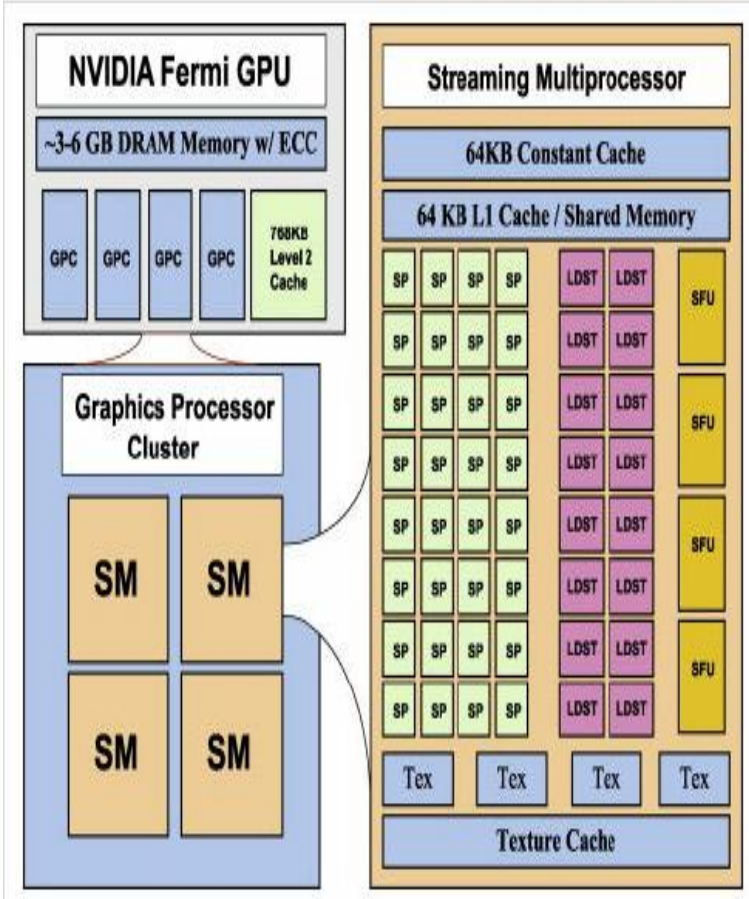 NVIDIA Fermi GPU
~3-6 GB DRAM Memory w/ ECC
GPC GPC GPC GPC
768KB
Level 2
Cache
Graphics Processor
Cluster
SM SM
SM SM
Streaming Multiprocessor
64KB Constant Cache
64 KB L1 Cache / Shared Memory
SP SP SP SP LDST LDST SFU
SP SP SP SP LDST LDST
SP SP SP SP LDST LDST SFU
SP SP SP SP LDST LDST
SP SP SP SP LDST LDST SFU
SP SP SP SP LDST LDST
SP SP SP SP LDST LDST SFU
SP SP SP SP LDST LDST
Tex Tex Tex Tex
Texture Cache